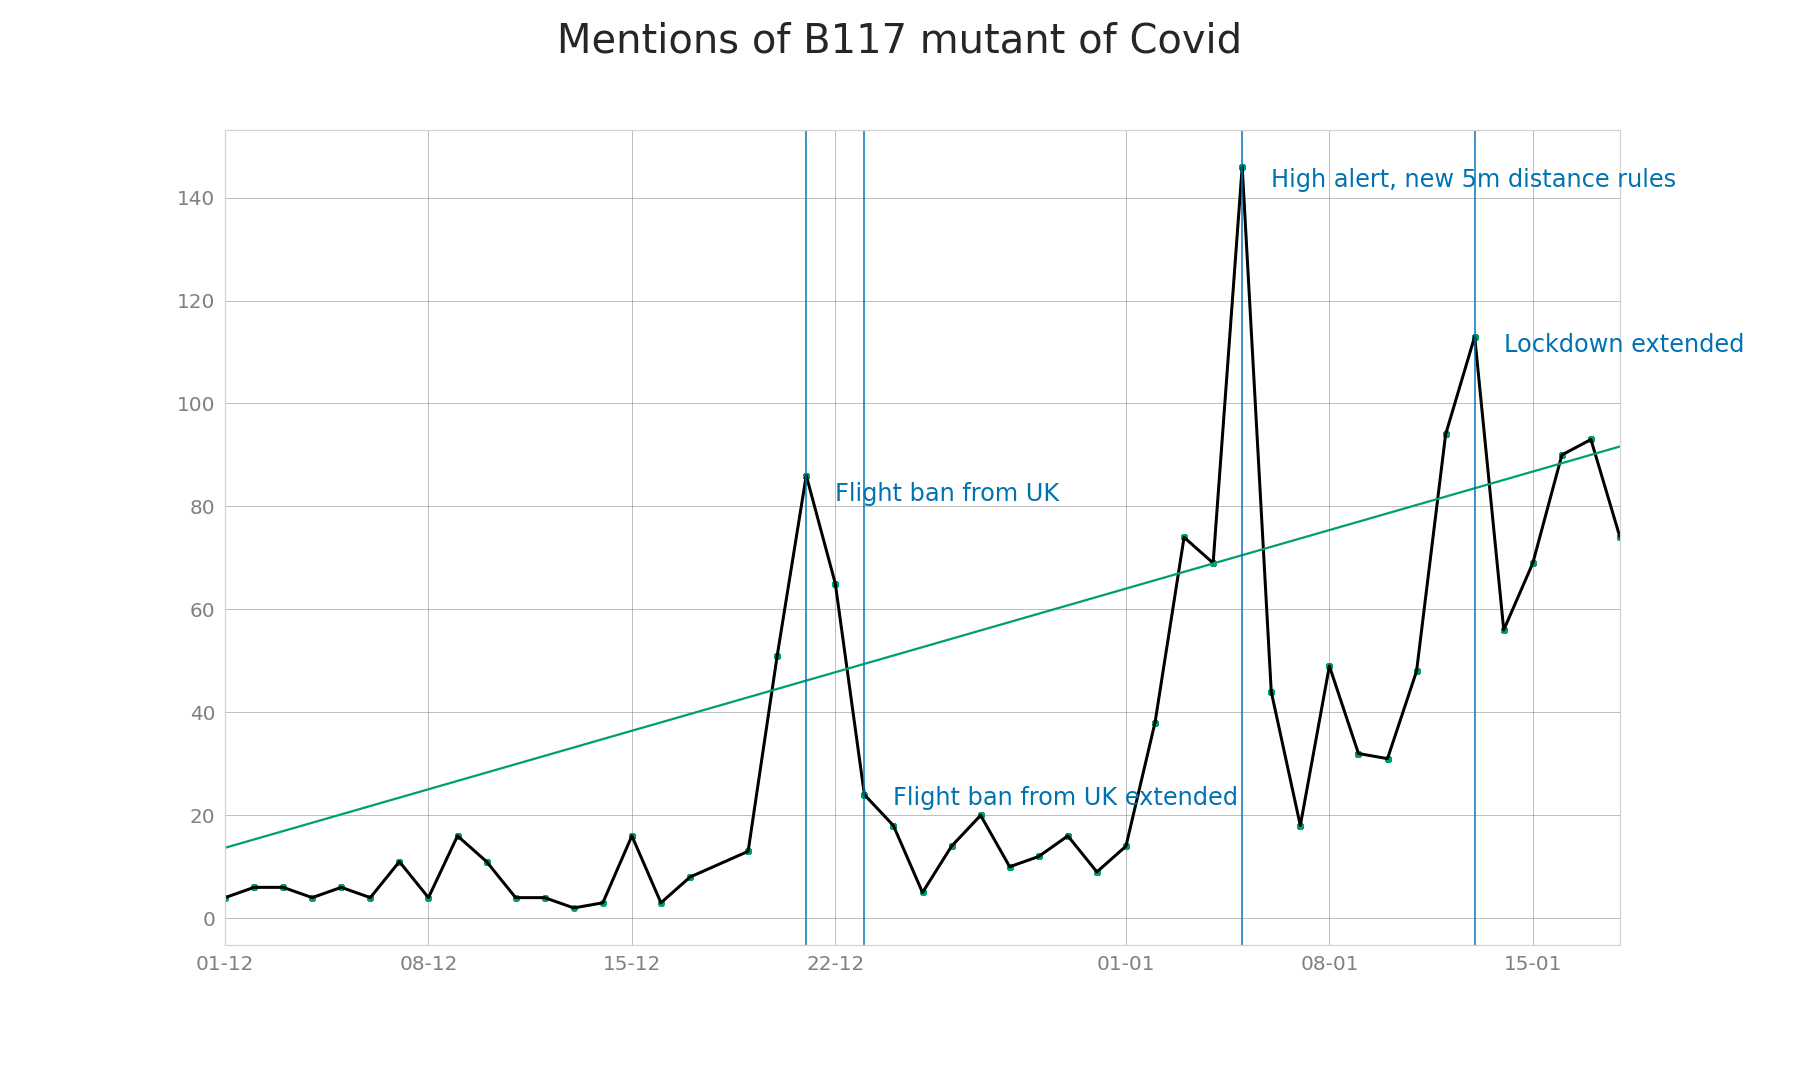 Mentions of B117 mutant of Covid
High alert, new 5m distance rules
140
120
Lockdown extended
100
Flight ban from UK
80
60
40
Flight ban from UK extended
20
0
01-12 08-12 15-12 22-12 01-01 08-01 15-01